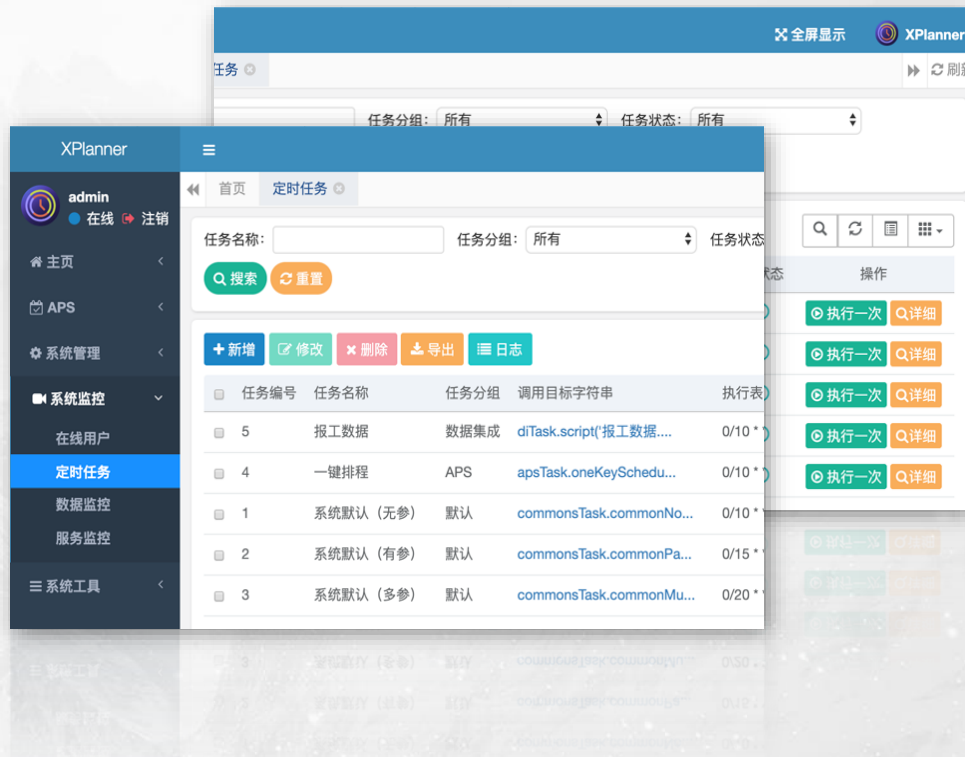 全屏显示 XPlanner
任务 刷新
任务分组: 所有 任务状态: 所有
状态 操作
执行一次 详细
执行一次 详细
执行一次 详细
执行一次 详细
执行一次 详细
XPlanner
admin
在线 注销
主页
APS
系统管理
系统监控
在线用户
定时任务
数据监控
服务监控
系统工具
首页 定时任务
任务名称: 任务分组: 所有 任务状态
搜索 重置
新增 修改 删除 导出 日志
任务编号 任务名称 任务分组 调用目标字符串 执行表
5 报工数据 数据集成 diTask.script('报工数据.... 0/10 *
4 一键排程 APS apsTask.oneKeySchedu... 0/10 *
1 系统默认（无参） 默认 commonsTask.commonNo... 0/10 *
2 系统默认（有参） 默认 commonsTask.commonPa... 0/15 *
3 系统默认（多参） 默认 commonsTask.commonMu... 0/20 *